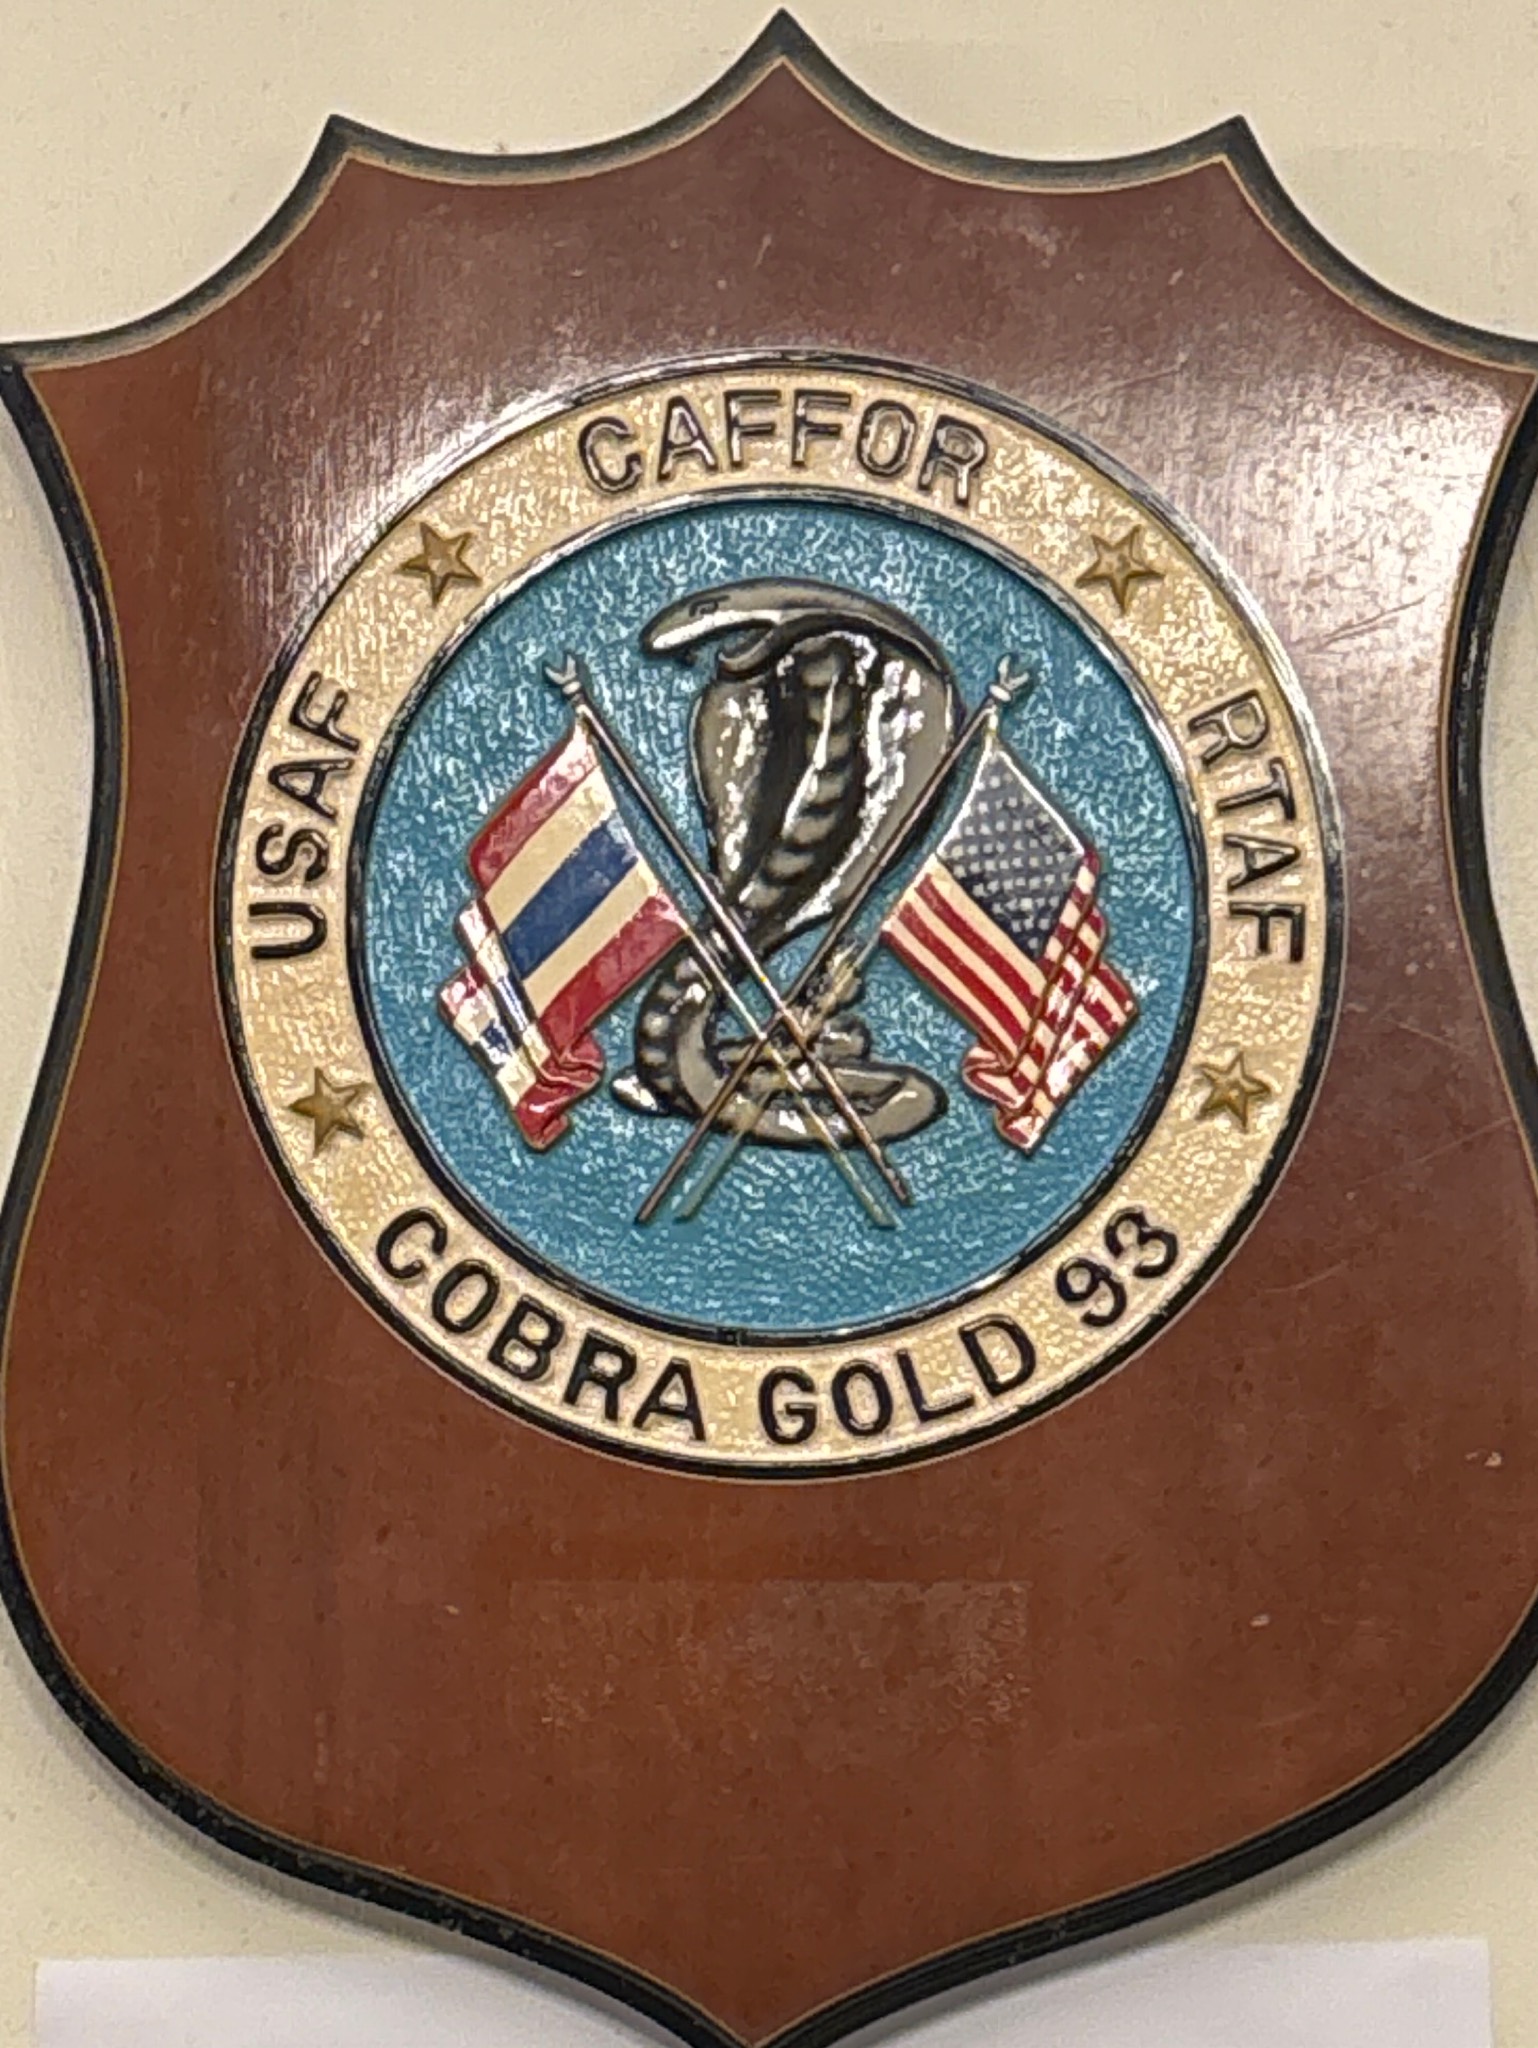 CAFFOR
USAF
RTAF
COBRA GOLD 93